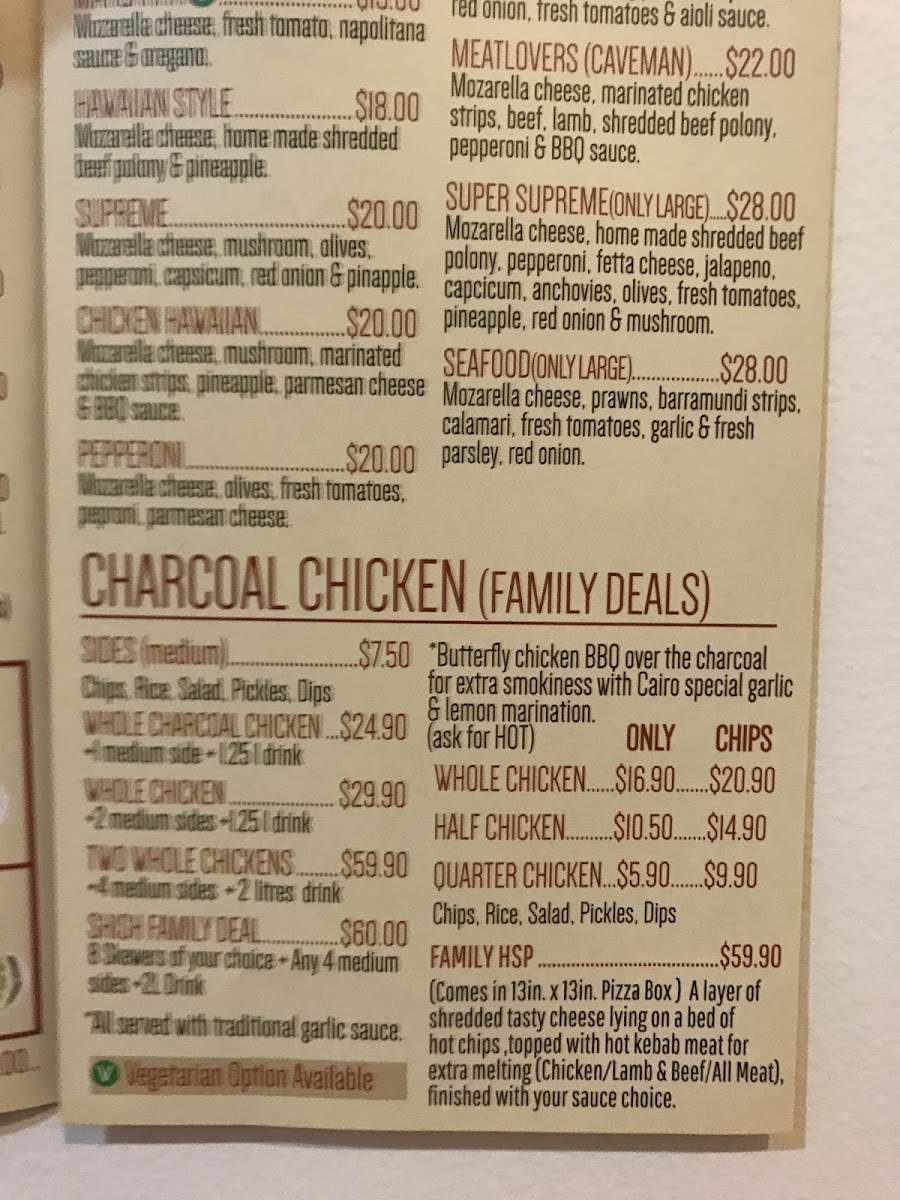 Mozarella cheese, fresh tomato, napolitana
sauce & oregano.
HAWAIIAN STYLE.....................$18.00
Mozarella cheese, home made shredded
beef polony & pineapple.
SUPREME..............................$20.00
Mozarella cheese, mushroom, olives,
pepperoni, capsicum, red onion & pinapple.
CHICKEN HAWAIIAN...............$20.00
Mozarella cheese, mushroom, marinated
chicken strips, pineapple, parmesan cheese
& BBQ sauce.
PEPPERONI...........................$20.00
Mozarella cheese, olives, fresh tomatoes,
peproni, parmesan cheese.
red onion, fresh tomatoes & aioli sauce.
MEATLOVERS (CAVEMAN)......$22.00
Mozarella cheese, marinated chicken
strips, beef, lamb, shredded beef polony,
pepperoni & BBQ sauce.
SUPER SUPREME(ONLY LARGE)....$28.00
Mozarella cheese, home made shredded beef
polony, pepperoni, fetta cheese, jalapeno,
capcicum, anchovies, olives, fresh tomatoes,
pineapple, red onion & mushroom.
SEAFOOD(ONLY LARGE)..................$28.00
Mozarella cheese, prawns, barramundi strips,
calamari, fresh tomatoes, garlic & fresh
parsley, red onion.
CHARCOAL CHICKEN (FAMILY DEALS)
SIDES (medium)......................$7.50
Chips, Rice, Salad, Pickles, Dips
WHOLE CHARCOAL CHICKEN...$24.90
+1 medium side + 1.25 l drink
WHOLE CHICKEN.................. $29.90
+2 medium sides +1.25 l drink
TWO WHOLE CHICKENS.........$59.90
+4 medium sides +2 litres drink
SHISH FAMILY DEAL..............$60.00
8 Skewers of your choice + Any 4 medium
sides +2L Drink
*All served with traditional garlic sauce.
V Vegetarian Option Available
*Butterfly chicken BBQ over the charcoal
for extra smokiness with Cairo special garlic
& lemon marination.
(ask for HOT) ONLY CHIPS
WHOLE CHICKEN......$16.90.......$20.90
HALF CHICKEN..........$10.50.......$14.90
QUARTER CHICKEN...$5.90.......$9.90
Chips, Rice, Salad, Pickles, Dips
FAMILY HSP......................................$59.90
(Comes in 13in. x 13in. Pizza Box ) A layer of
shredded tasty cheese lying on a bed of
hot chips ,topped with hot kebab meat for
extra melting (Chicken/Lamb & Beef/All Meat),
finished with your sauce choice.